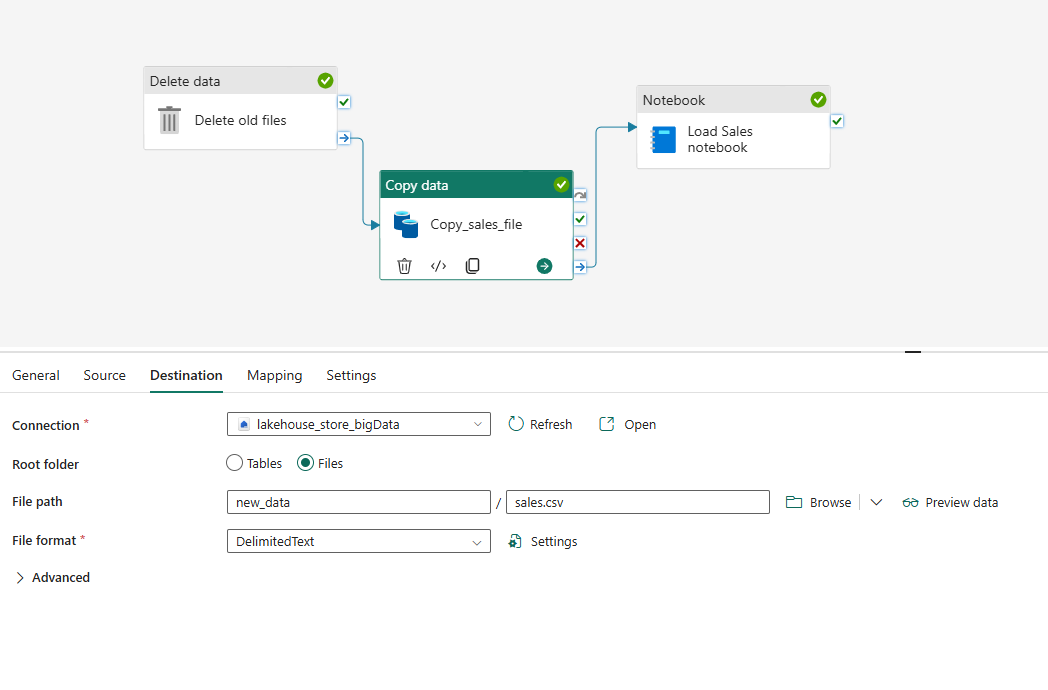 Delete data
Delete old files
Copy data
Copy_sales_file
Notebook
Load Sales
notebook
General Source Destination Mapping Settings
Connection * lakehouse_store_bigData Refresh Open
Root folder Tables Files
File path new_data / sales.csv Browse Preview data
File format * DelimitedText Settings
Advanced